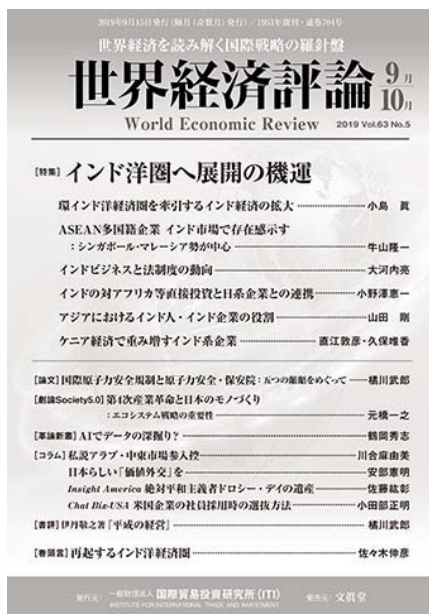 2019年9月15日発行(隔月(奇数月)発行)/1953年創刊・通巻704号
世界経済を読み解く国際戦略の羅針盤
世界経済評論 9月/10月
World Economic Review 2019 Vol.63 No.5
[特集] インド洋圏へ展開の機運
環インド洋経済圏を牽引するインド経済の拡大 小島 眞
ASEAN多国籍企業 インド市場で存在感示す
:シンガポール・マレーシア勢が中心 牛山隆一
インドビジネスと法制度の動向 大河内亮
インドの対アフリカ等直接投資と日系企業との連携 小野澤恵一
アジアにおけるインド人・インド企業の役割 山田 剛
ケニア経済で重み増すインド系企業 直江敦彦・久保唯香
[論文] 国際原子力安全規制と原子力安全・保安院:五つの齟齬をめぐって 橘川武郎
[劇論Society5.0] 第4次産業革命と日本のモノづくり
:エコシステム戦略の重要性 元橋一之
[革論新書] AIでデータの深掘り? 鶴岡秀志
[コラム] 私説アラブ・中東市場参入控 川合麻由美
日本らしい「価値外交」を 安部憲明
Insight America 絶対平和主義者ドロシー・デイの遺産 佐藤紘彰
Chat Biz-USA 米国企業の社員採用時の選抜方法 小田部正明
[書評] 伊丹敬之著『平成の経営』 橘川武郎
[巻頭言] 再起するインド洋経済圏 佐々木伸彦
発行元: 一般財団法人 国際貿易投資研究所(ITI) 発売元: 文眞堂
INSTITUTE FOR INTERNATIONAL TRADE AND INVESTMENT